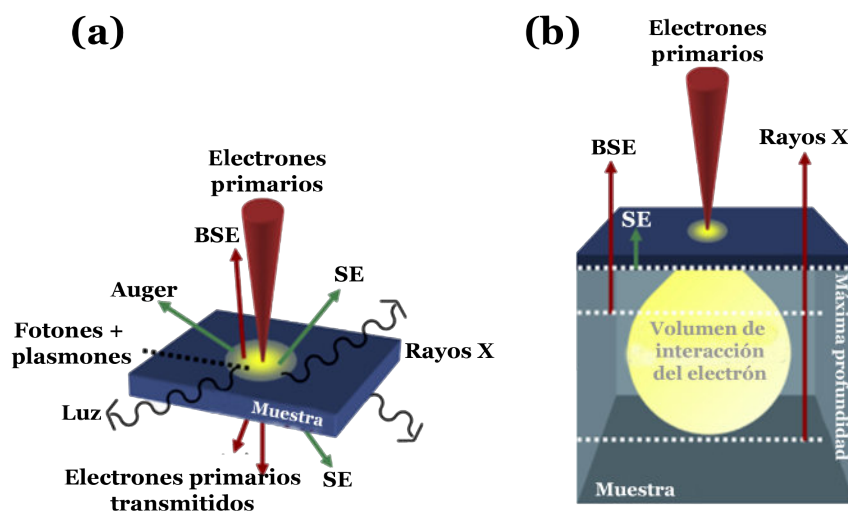 (a)
Electrones
primarios
BSE
SE
Auger
Fotones +
plasmones
Rayos X
Luz
Muestra
Electrones primarios
transmitidos
SE
(b)
Electrones
primarios
BSE
Rayos X
SE
Volumen de
interacción
del electrón
Máxima profundidad
Muestra